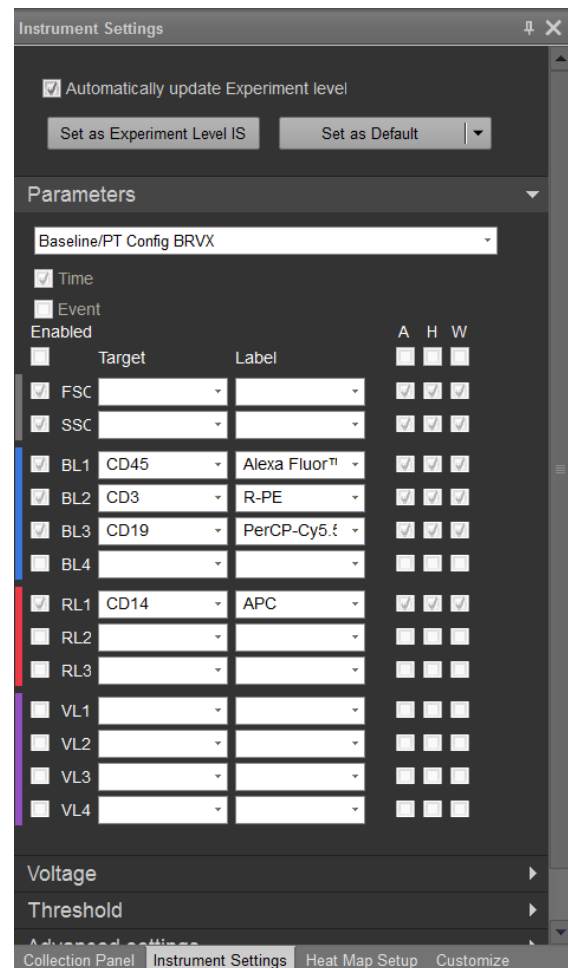 Instrument Settings
Automatically update Experiment level
Set as Experiment Level IS Set as Default
Parameters
Baseline/PT Config BRVX
Time
Event
Enabled A H W
Target Label
FSC
SSC
BL1 CD45 Alexa Fluor™
BL2 CD3 R-PE
BL3 CD19 PerCP-Cy5.5
BL4
RL1 CD14 APC
RL2
RL3
VL1
VL2
VL3
VL4
Voltage
Threshold
Advanced settings
Collection Panel Instrument Settings Heat Map Setup Customize